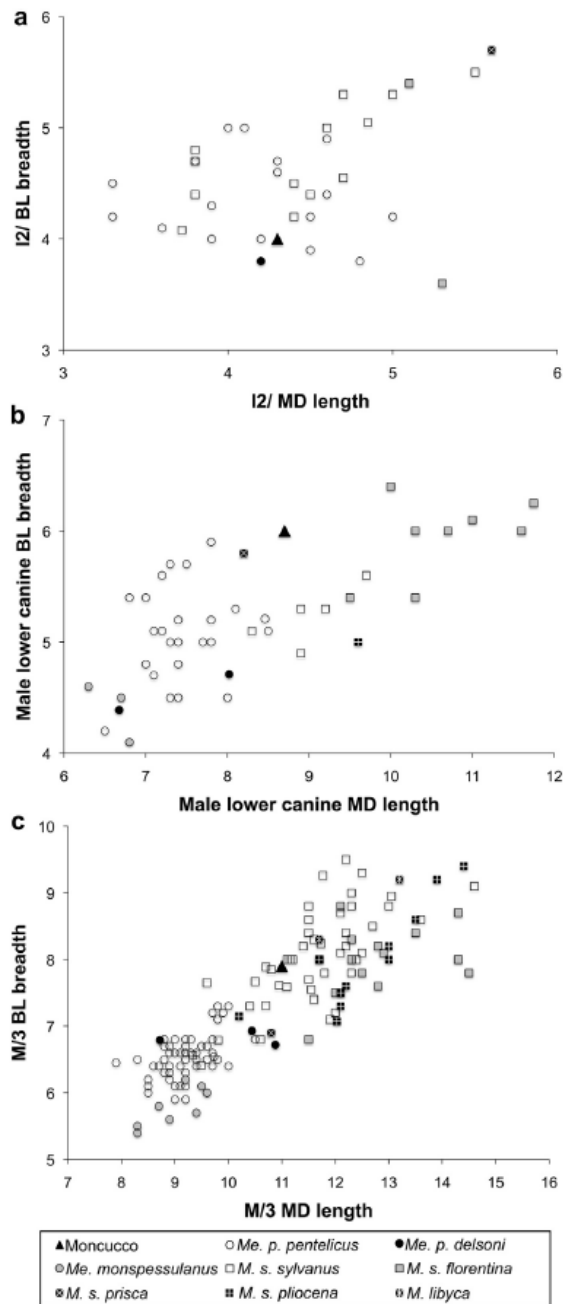 a
6
5
4
3
I2/ BL breadth
3 4 5 6
I2/ MD length
b
7
6
5
4
Male lower canine BL breadth
6 7 8 9 10 11 12
Male lower canine MD length
c
10
9
8
7
6
5
M/3 BL breadth
7 8 9 10 11 12 13 14 15 16
M/3 MD length
Moncucco Me. p. pentelicus Me. p. delsoni
Me. monspessulanus M. s. sylvanus M. s. florentina
M. s. prisca M. s. pliocena M. libyca